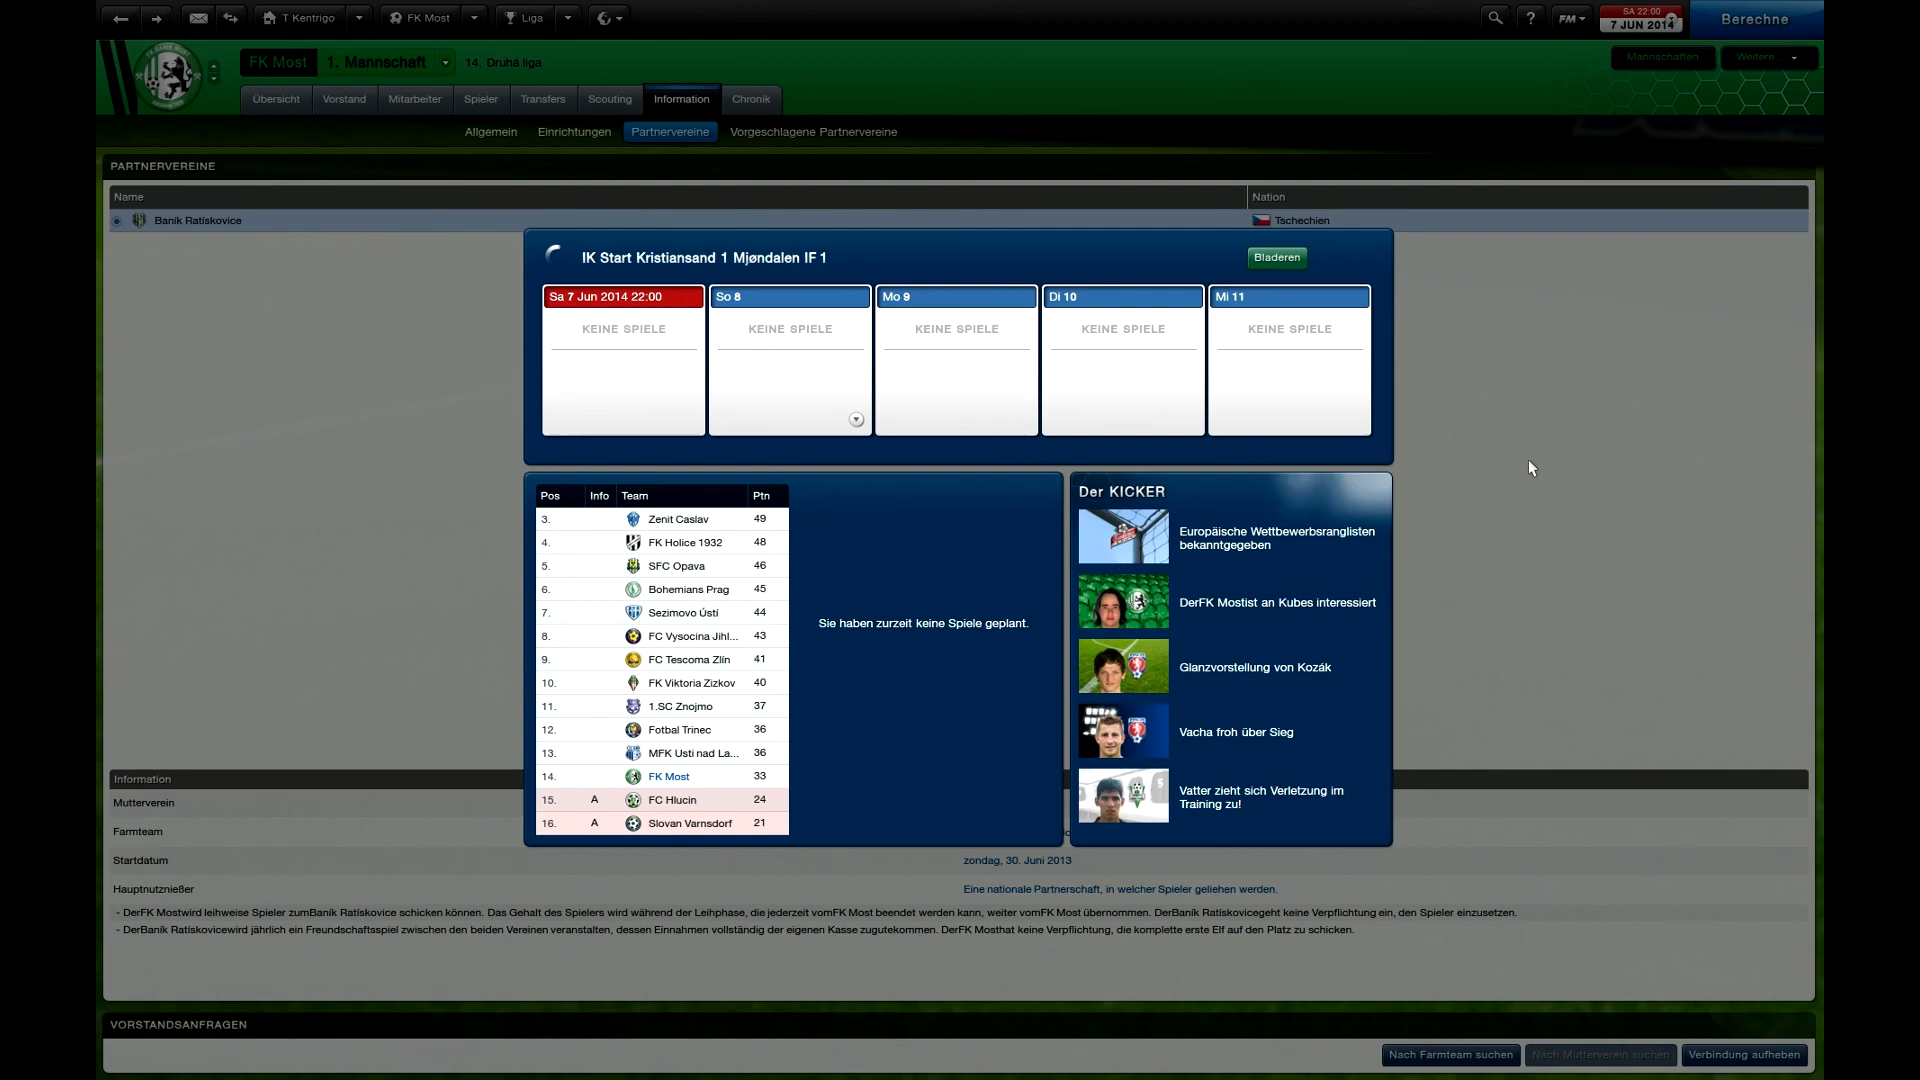 T Kentrigo
FK Most
Liga
?
FM
SA 22:00
7 JUN 2014
Berechne
FK Most
1. Mannschaft
14. Druhá liga
Mannschaften
Weitere
Übersicht
Vorstand
Mitarbeiter
Spieler
Transfers
Scouting
Information
Chronik
Allgemein
Einrichtungen
Partnervereine
Vorgeschlagene Partnervereine
PARTNERVEREINE
Name
Nation
Baník Ratískovice
Tschechien
IK Start Kristiansand 1 Mjøndalen IF 1
Bladeren
Sa 7 Jun 2014 22:00
So 8
Mo 9
Di 10
Mi 11
KEINE SPIELE
KEINE SPIELE
KEINE SPIELE
KEINE SPIELE
KEINE SPIELE
Pos Info Team Ptn
3. Zenit Caslav 49
4. FK Holice 1932 48
5. SFC Opava 46
6. Bohemians Prag 45
7. Sezimovo Ústí 44
8. FC Vysocina Jihl... 43
9. FC Tescoma Zlín 41
10. FK Viktoria Zizkov 40
11. 1.SC Znojmo 37
12. Fotbal Trinec 36
13. MFK Usti nad La... 36
14. FK Most 33
15. A FC Hlucin 24
16. A Slovan Varnsdorf 21
Sie haben zurzeit keine Spiele geplant.
Der KICKER
Europäische Wettbewerbsranglisten
bekanntgegeben
DerFK Mostist an Kubes interessiert
Glanzvorstellung von Kozák
Vacha froh über Sieg
Vatter zieht sich Verletzung im
Training zu!
Information
Mutterverein
Farmteam
Startdatum
zondag, 30. Juni 2013
Hauptnutznießer
Eine nationale Partnerschaft, in welcher Spieler geliehen werden.
- DerFK Mostwird leihweise Spieler zumBaník Ratískovice schicken können. Das Gehalt des Spielers wird während der Leihphase, die jederzeit vomFK Most beendet werden kann, weiter vomFK Most übernommen. DerBaník Ratískovicegeht keine Verpflichtung ein, den Spieler einzusetzen.
- DerBaník Ratískovicewird jährlich ein Freundschaftsspiel zwischen den beiden Vereinen veranstalten, dessen Einnahmen vollständig der eigenen Kasse zugutekommen. DerFK Mosthat keine Verpflichtung, die komplette erste Elf auf den Platz zu schicken.
VORSTANDSANFRAGEN
Nach Farmteam suchen
Nach Mutterverein suchen
Verbindung aufheben